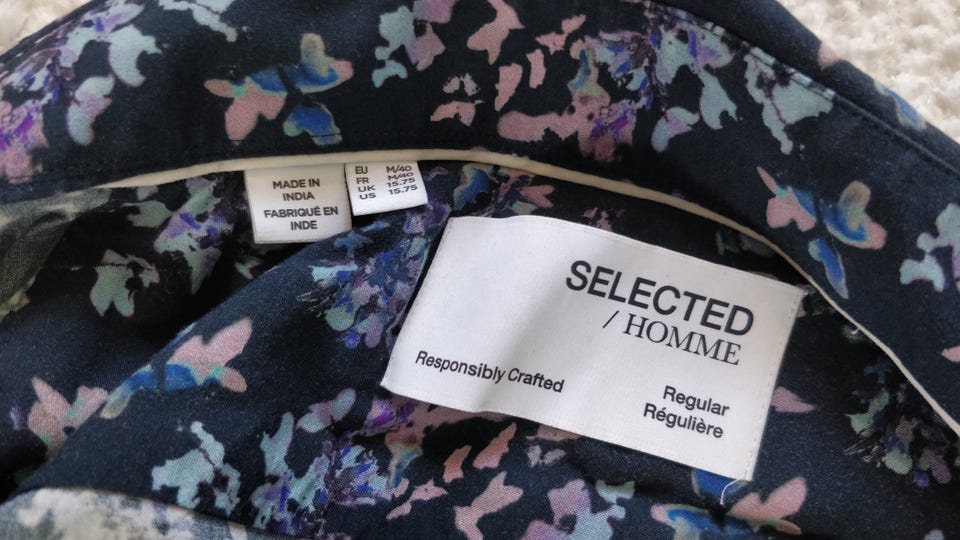 MADE IN
INDIA
FABRIQUÉ EN
INDE
EU M/40
FR M/40
UK 15.75
US 15.75
SELECTED
/ HOMME
Responsibly Crafted
Regular
Régulière